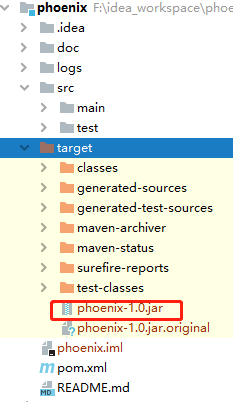 phoenix F:\idea_workspace\phoe
.idea
doc
logs
src
main
test
target
classes
generated-sources
generated-test-sources
maven-archiver
maven-status
surefire-reports
test-classes
phoenix-1.0.jar
phoenix-1.0.jar.original
phoenix.iml
pom.xml
README.md